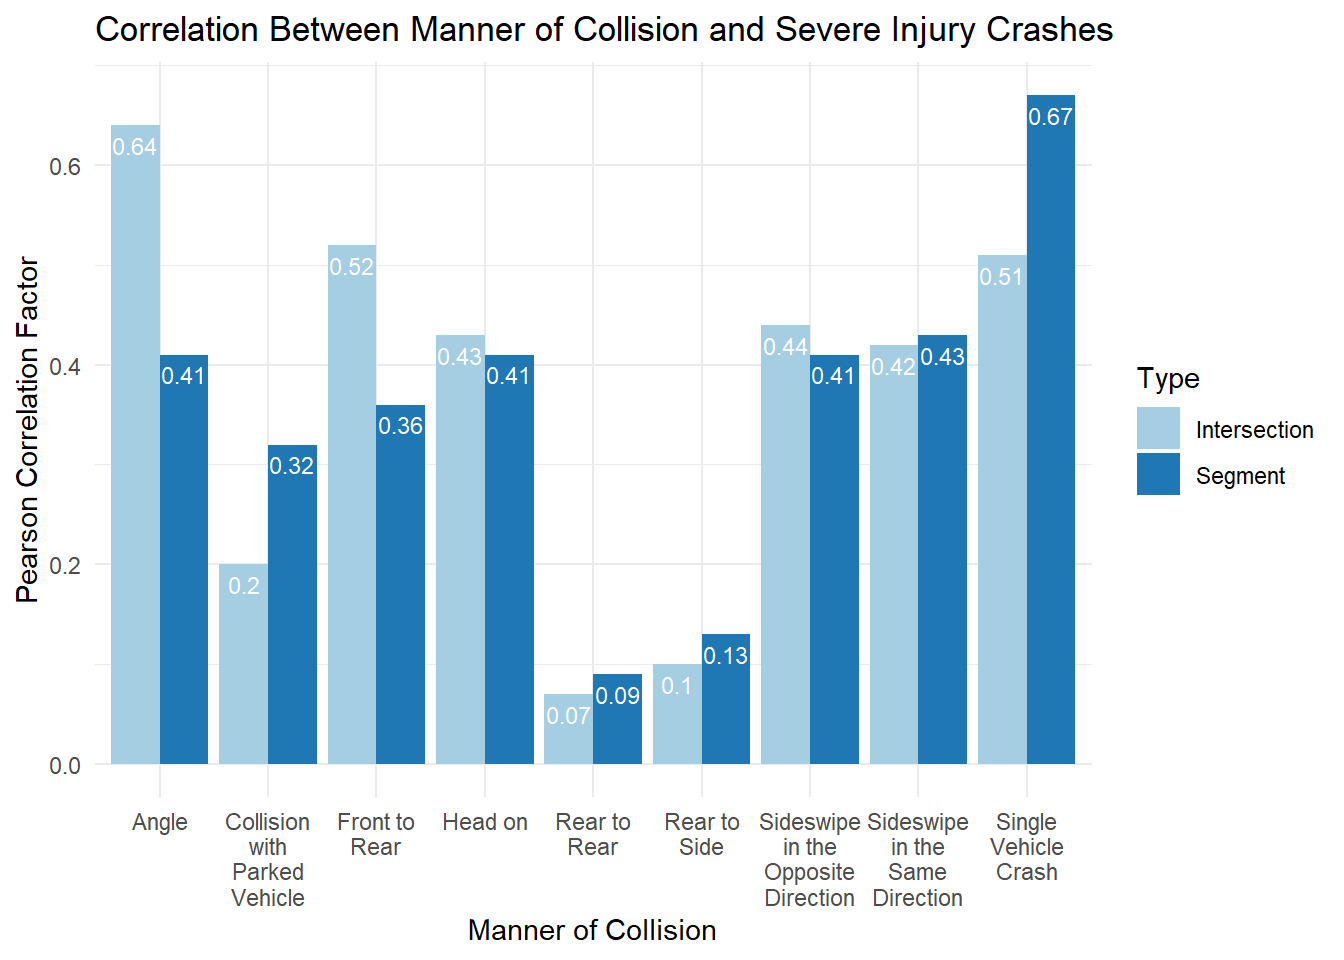 Correlation Between Manner of Collision and Severe Injury Crashes
Pearson Correlation Factor
0.6
0.4
0.2
0.0
0.64
0.41
0.2
0.32
0.52
0.36
0.43
0.41
0.07
0.09
0.1
0.13
0.44
0.41
0.42
0.43
0.51
0.67
Angle
Collision
with
Parked
Vehicle
Front to
Rear
Head on
Rear to
Rear
Rear to
Side
Sideswipe
in the
Opposite
Direction
Sideswipe
in the
Same
Direction
Single
Vehicle
Crash
Manner of Collision
Type
Intersection
Segment